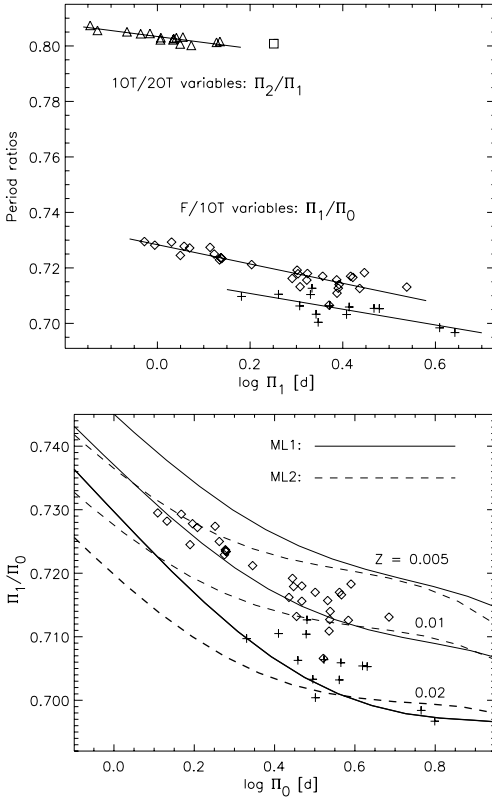 0.80
1OT/2OT variables: Π2/Π1
0.78
0.76
Period ratios
0.74
F/1OT variables: Π1/Π0
0.72
0.70
0.0 0.2 0.4 0.6
log Π1 [d]
0.740
ML1:
ML2:
0.730
Z = 0.005
Π1/Π0
0.720
0.01
0.710
0.02
0.700
0.0 0.2 0.4 0.6 0.8
log Π0 [d]